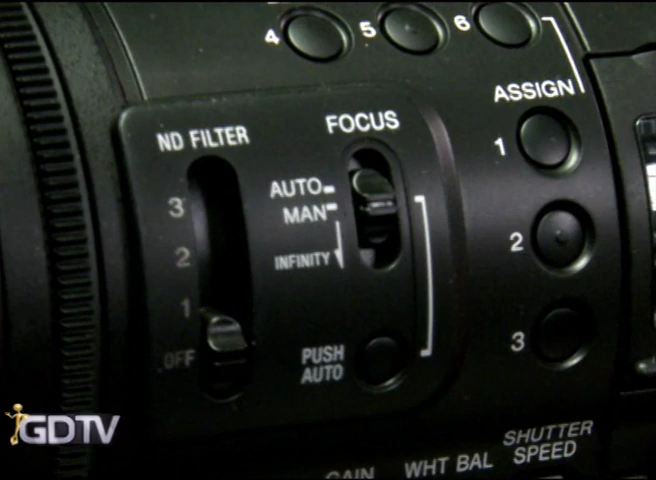 4 5 6
ASSIGN
ND FILTER
FOCUS
1
AUTO
3
MAN
2
2
INFINITY
1
3
OFF
PUSH
AUTO
GDTV
SHUTTER
GAIN WHT BAL SPEED